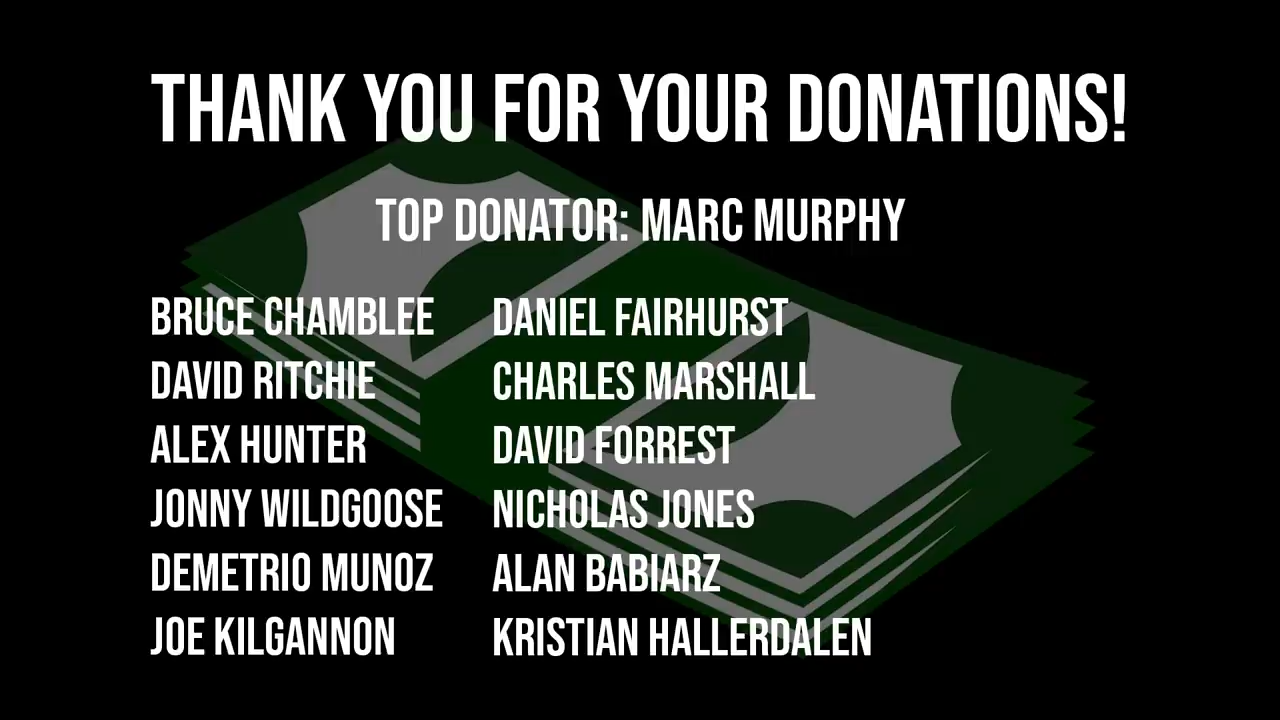 THANK YOU FOR YOUR DONATIONS!
TOP DONATOR: MARC MURPHY
BRUCE CHAMBLEE
DAVID RITCHIE
ALEX HUNTER
JONNY WILDGOOSE
DEMETRIO MUNOZ
JOE KILGANNON
DANIEL FAIRHURST
CHARLES MARSHALL
DAVID FORREST
NICHOLAS JONES
ALAN BABIARZ
KRISTIAN HALLERDALEN